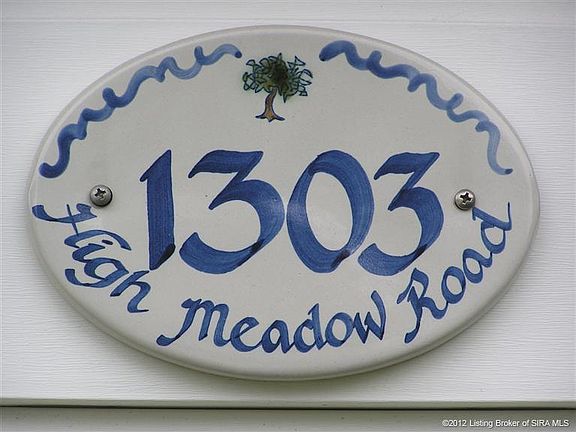 1303
High Meadow Road
©2012 Listing Broker of SIRA MLS